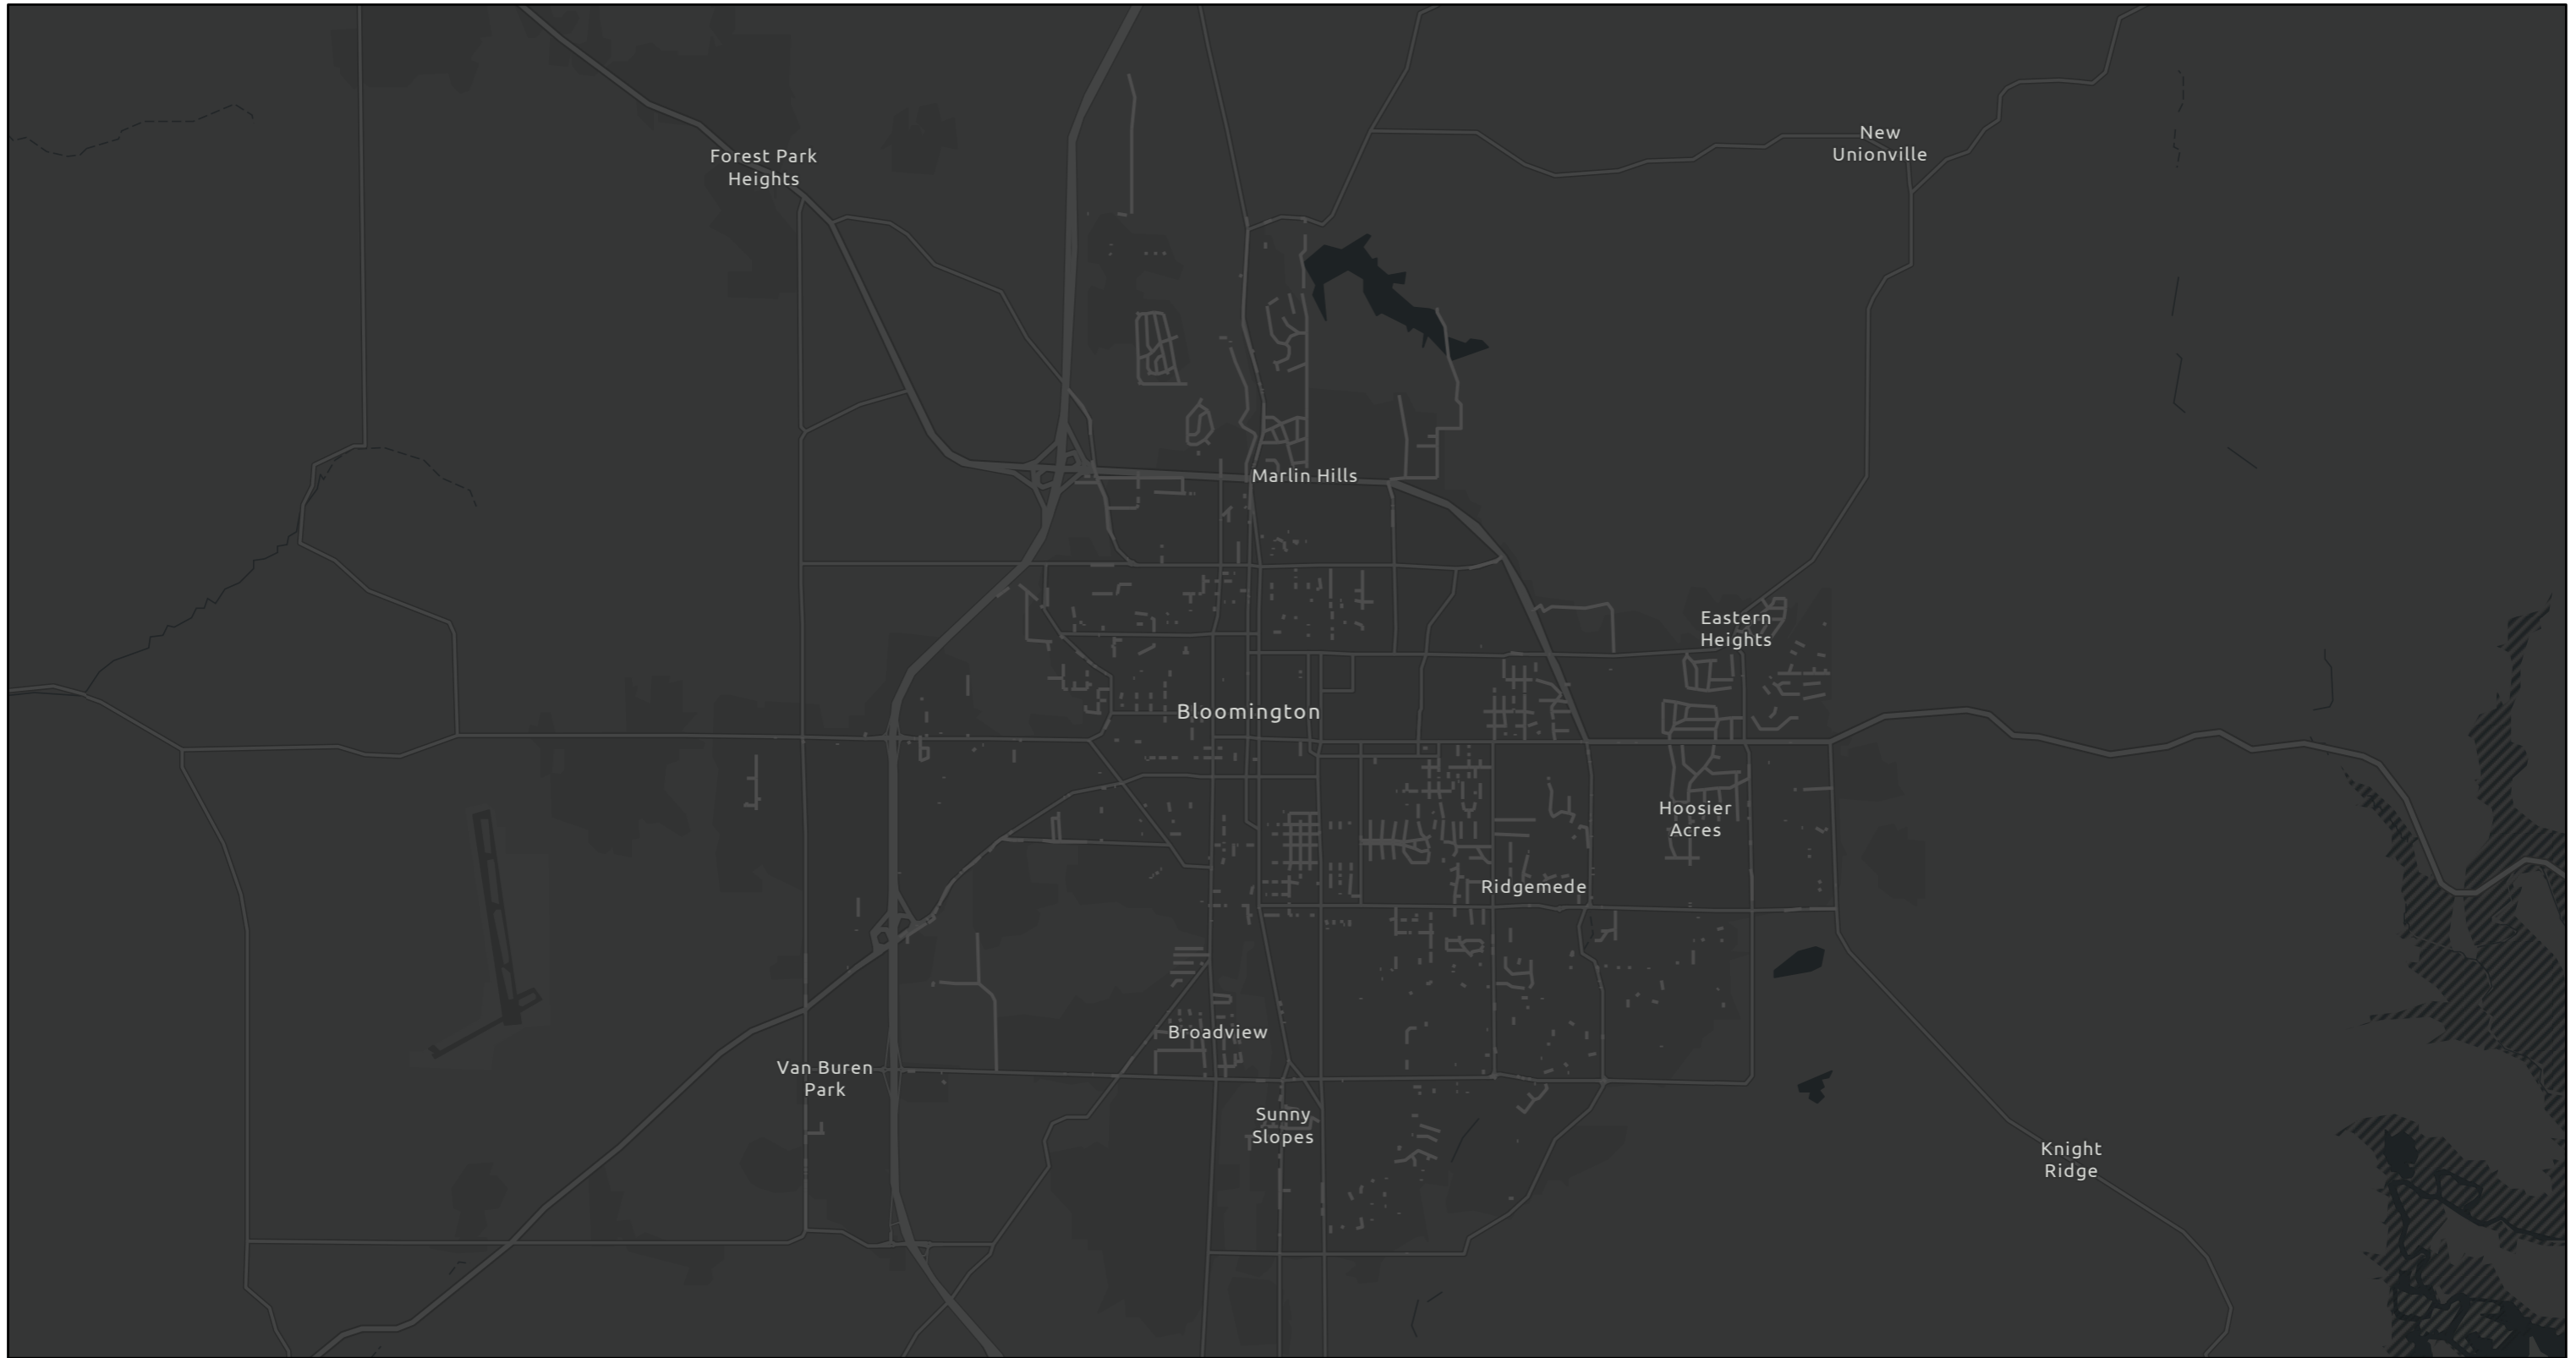 New
Unionville
Forest Park
Heights
Marlin Hills
Eastern
Heights
Bloomington
Hoosier
Acres
Ridgemede
Broadview
Van Buren
Park
Sunny
Slopes
Knight
Ridge